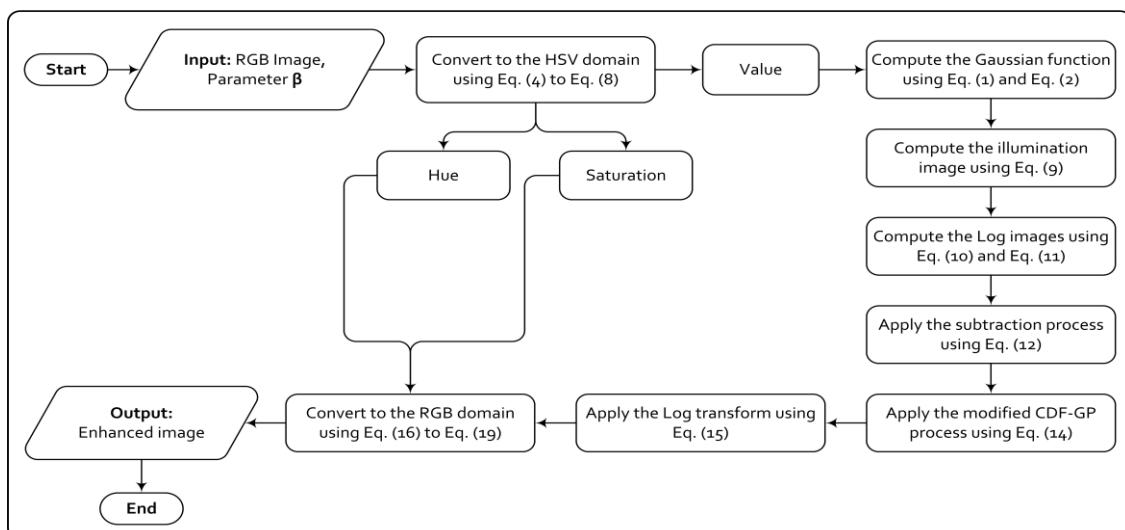 Start
Input: RGB Image,
Parameter β
Convert to the HSV domain
using Eq. (4) to Eq. (8)
Value
Compute the Gaussian function
using Eq. (1) and Eq. (2)
Hue
Saturation
Compute the illumination
image using Eq. (9)
Compute the Log images using
Eq. (10) and Eq. (11)
Apply the subtraction process
using Eq. (12)
Apply the modified CDF-GP
process using Eq. (14)
Apply the Log transform using
Eq. (15)
Convert to the RGB domain
using Eq. (16) to Eq. (19)
Output:
Enhanced image
End